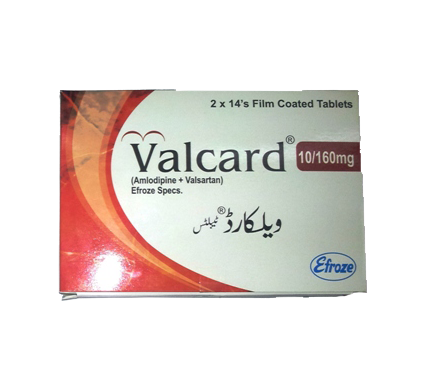 2 x 14's Film Coated Tablets
Valcard® 10/160mg
(Amlodipine + Valsartan)
Efroze Specs.
ویلکارڈ® ٹیبلٹس
Efroze